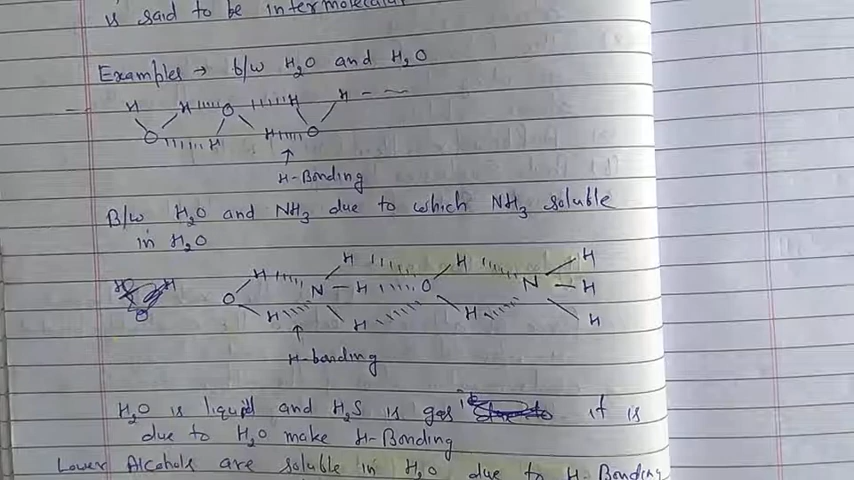 is said to be intermolecular
Examples → b/w H2O and H2O
H H O H H
O H H O
H-Bonding
B/w H2O and NH3 due to which NH3 soluble
in H2O
H H H H
O N H O N H
H H H H
H-bonding
H2O is liquid and H2S is gas it is
due to H2O make H-Bonding
Lower Alcohols are soluble in H2O due to H-Bonding